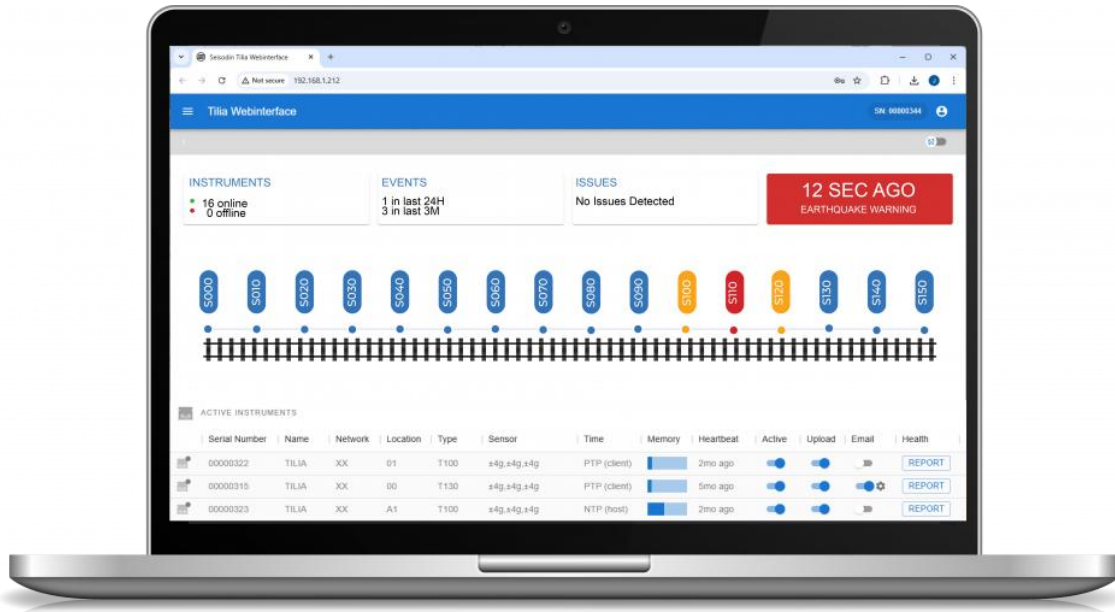 Seisodin Tilia Webinterface
Not secure 192.168.1.212
Tilia Webinterface
SN: 00000344
INSTRUMENTS
16 online
0 offline
EVENTS
1 in last 24H
3 in last 3M
ISSUES
No Issues Detected
12 SEC AGO
EARTHQUAKE WARNING
S000 S010 S020 S030 S040 S050 S060 S070 S080 S090 S100 S110 S120 S130 S140 S150
ACTIVE INSTRUMENTS
Serial Number Name Network Location Type Sensor Time Memory Heartbeat Active Upload Email Health
00000322 TILIA XX 01 T100 ±4g,±4g,±4g PTP (client) 2mo ago REPORT
00000315 TILIA XX 00 T130 ±4g,±4g,±4g PTP (client) 5mo ago REPORT
00000323 TILIA XX A1 T100 ±4g,±4g,±4g NTP (host) 2mo ago REPORT